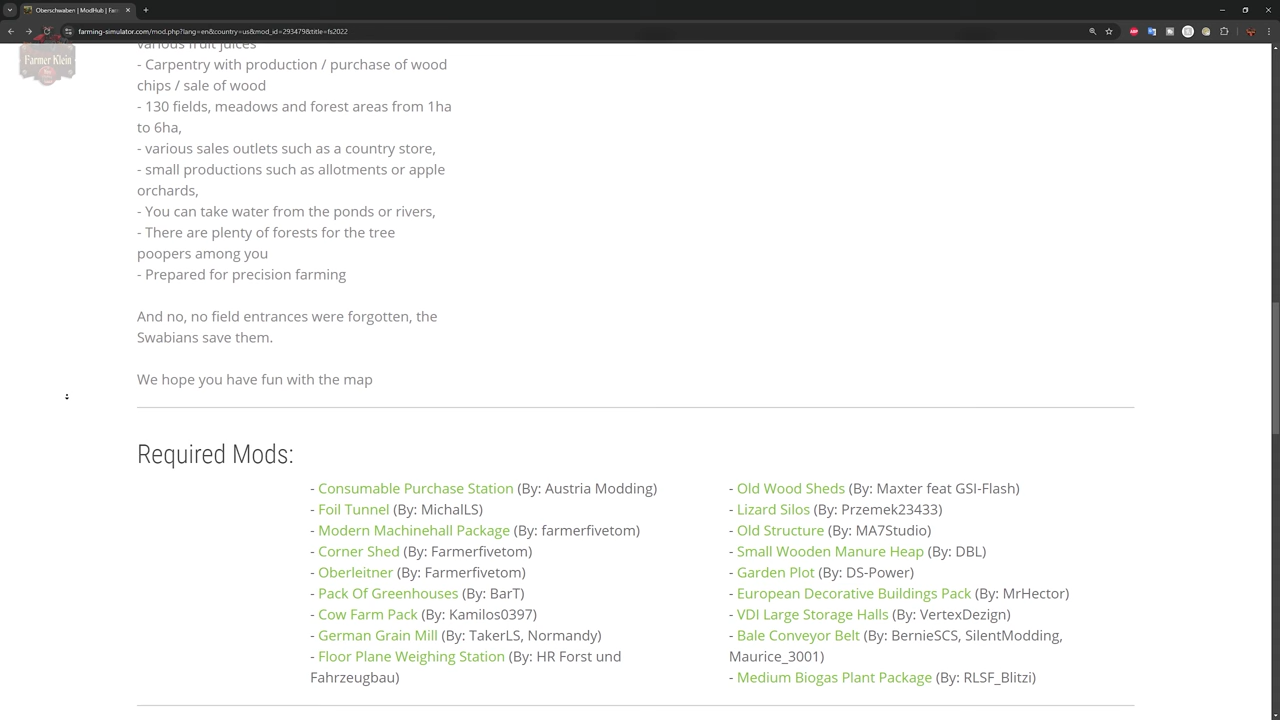 Oberschwaben | ModHub | Far
farming-simulator.com/mod.php?lang=en&country=us&mod_id=293479&title=fs2022
Farmer Klein
various fruit juices
- Carpentry with production / purchase of wood
chips / sale of wood
- 130 fields, meadows and forest areas from 1ha
to 6ha,
- various sales outlets such as a country store,
- small productions such as allotments or apple
orchards,
- You can take water from the ponds or rivers,
- There are plenty of forests for the tree
poopers among you
- Prepared for precision farming
And no, no field entrances were forgotten, the
Swabians save them.
We hope you have fun with the map
Required Mods:
- Consumable Purchase Station (By: Austria Modding)
- Foil Tunnel (By: MichalLS)
- Modern Machinehall Package (By: farmerfivetom)
- Corner Shed (By: Farmerfivetom)
- Oberleitner (By: Farmerfivetom)
- Pack Of Greenhouses (By: BarT)
- Cow Farm Pack (By: Kamilos0397)
- German Grain Mill (By: TakerLS, Normandy)
- Floor Plane Weighing Station (By: HR Forst und
Fahrzeugbau)
- Old Wood Sheds (By: Maxter feat GSI-Flash)
- Lizard Silos (By: Przemek23433)
- Old Structure (By: MA7Studio)
- Small Wooden Manure Heap (By: DBL)
- Garden Plot (By: DS-Power)
- European Decorative Buildings Pack (By: MrHector)
- VDI Large Storage Halls (By: VertexDezign)
- Bale Conveyor Belt (By: BernieSCS, SilentModding,
Maurice_3001)
- Medium Biogas Plant Package (By: RLSF_Blitzi)